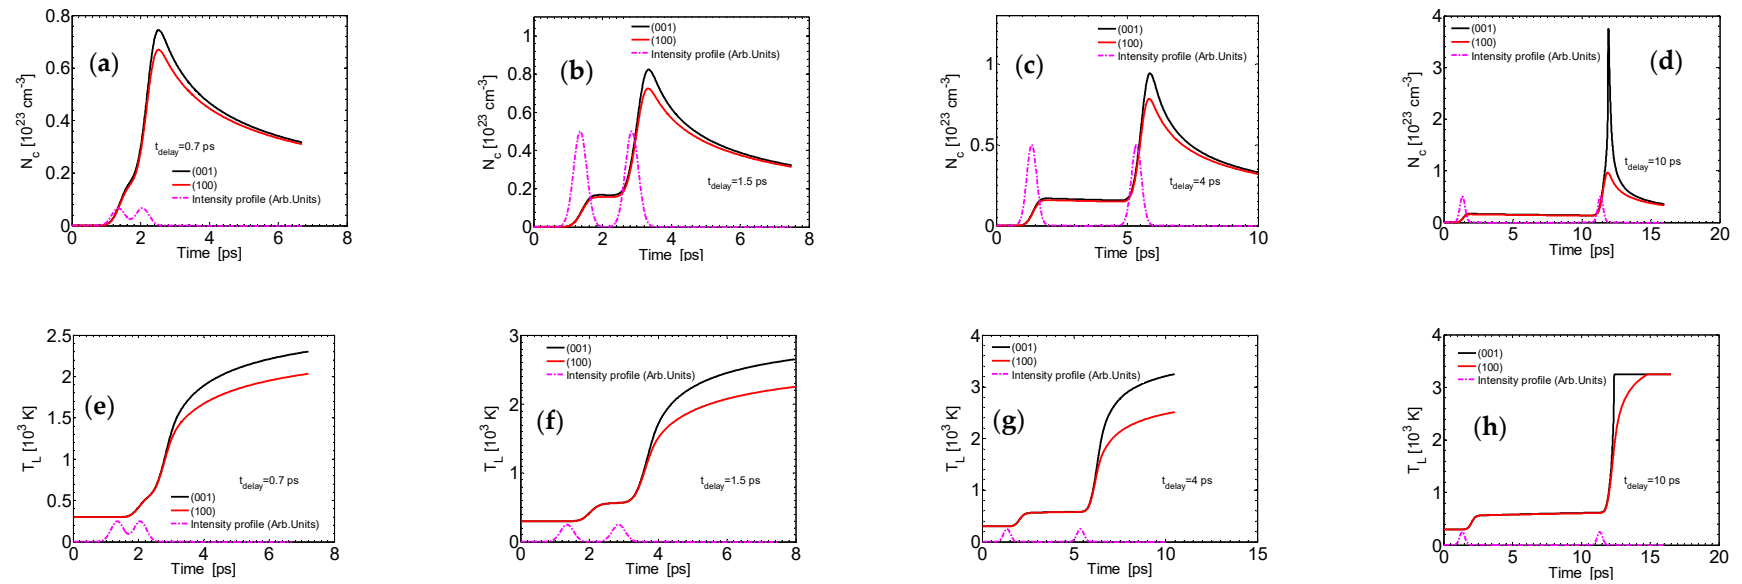 (a)
N_c [10^23 cm^-3]
0.8
0.6
0.4
0.2
0
t_delay=0.7 ps
(001)
(100)
Intensity profile (Arb.Units)
0 2 4 6 8
Time [ps]
(b)
N_c [10^23 cm^-3]
1
0.8
0.6
0.4
0.2
0
(001)
(100)
Intensity profile (Arb.Units)
t_delay=1.5 ps
0 2 4 6 8
Time [ps]
(c)
N_c [10^23 cm^-3]
1
0.5
0
(001)
(100)
Intensity profile (Arb.Units)
t_delay=4 ps
0 5 10
Time [ps]
(d)
N_c [10^23 cm^-3]
4
3
2
1
0
(001)
(100)
Intensity profile (Arb.Units)
t_delay=10 ps
0 5 10 15 20
Time [ps]
(e)
T_L [10^3 K]
2.5
2
1.5
1
0.5
0
t_delay=0.7 ps
(001)
(100)
Intensity profile (Arb.Units)
0 2 4 6 8
Time [ps]
(f)
T_L [10^3 K]
3
2
1
0
(001)
(100)
Intensity profile (Arb.Units)
t_delay=1.5 ps
0 2 4 6 8
Time [ps]
(g)
T_L [10^3 K]
4
3
2
1
0
(001)
(100)
Intensity profile (Arb.Units)
t_delay=4 ps
0 5 10 15
Time [ps]
(h)
T_L [10^3 K]
4
3
2
1
0
(001)
(100)
Intensity profile (Arb.Units)
t_delay=10 ps
0 5 10 15 20
Time [ps]